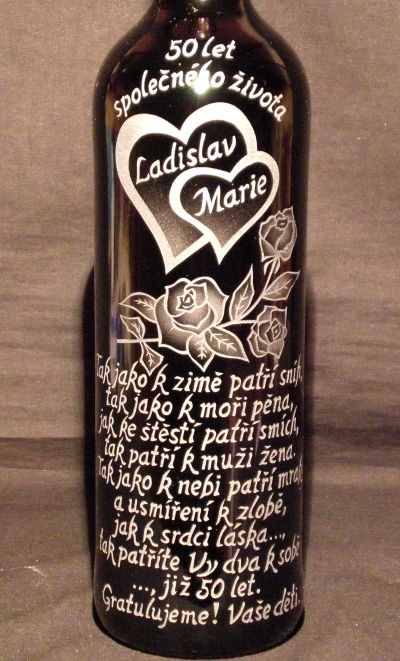 50 let
společného života
Ladislav
Marie
Tak jako k zimě patří sníh,
tak jako k moři pěna,
jak ke štěstí patří smích,
tak patří k muži žena.
Tak jako k nebi patří mrak
a usmíření k zlobě,
jak k srdci láska...,
tak patříte Vy dva k sobě
..., již 50 let.
Gratulujeme! Vaše děti.